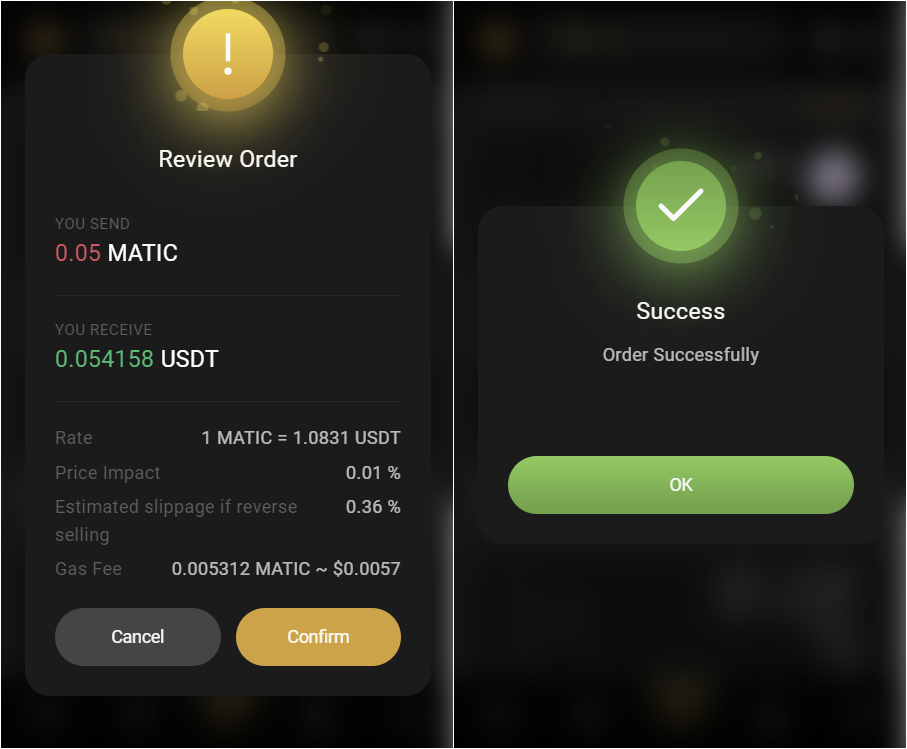 Review Order
YOU SEND
0.05 MATIC
YOU RECEIVE
0.054158 USDT
Rate 1 MATIC = 1.0831 USDT
Price Impact 0.01 %
Estimated slippage if reverse 0.36 %
selling
Gas Fee 0.005312 MATIC ~ $0.0057
Cancel Confirm
Success
Order Successfully
OK